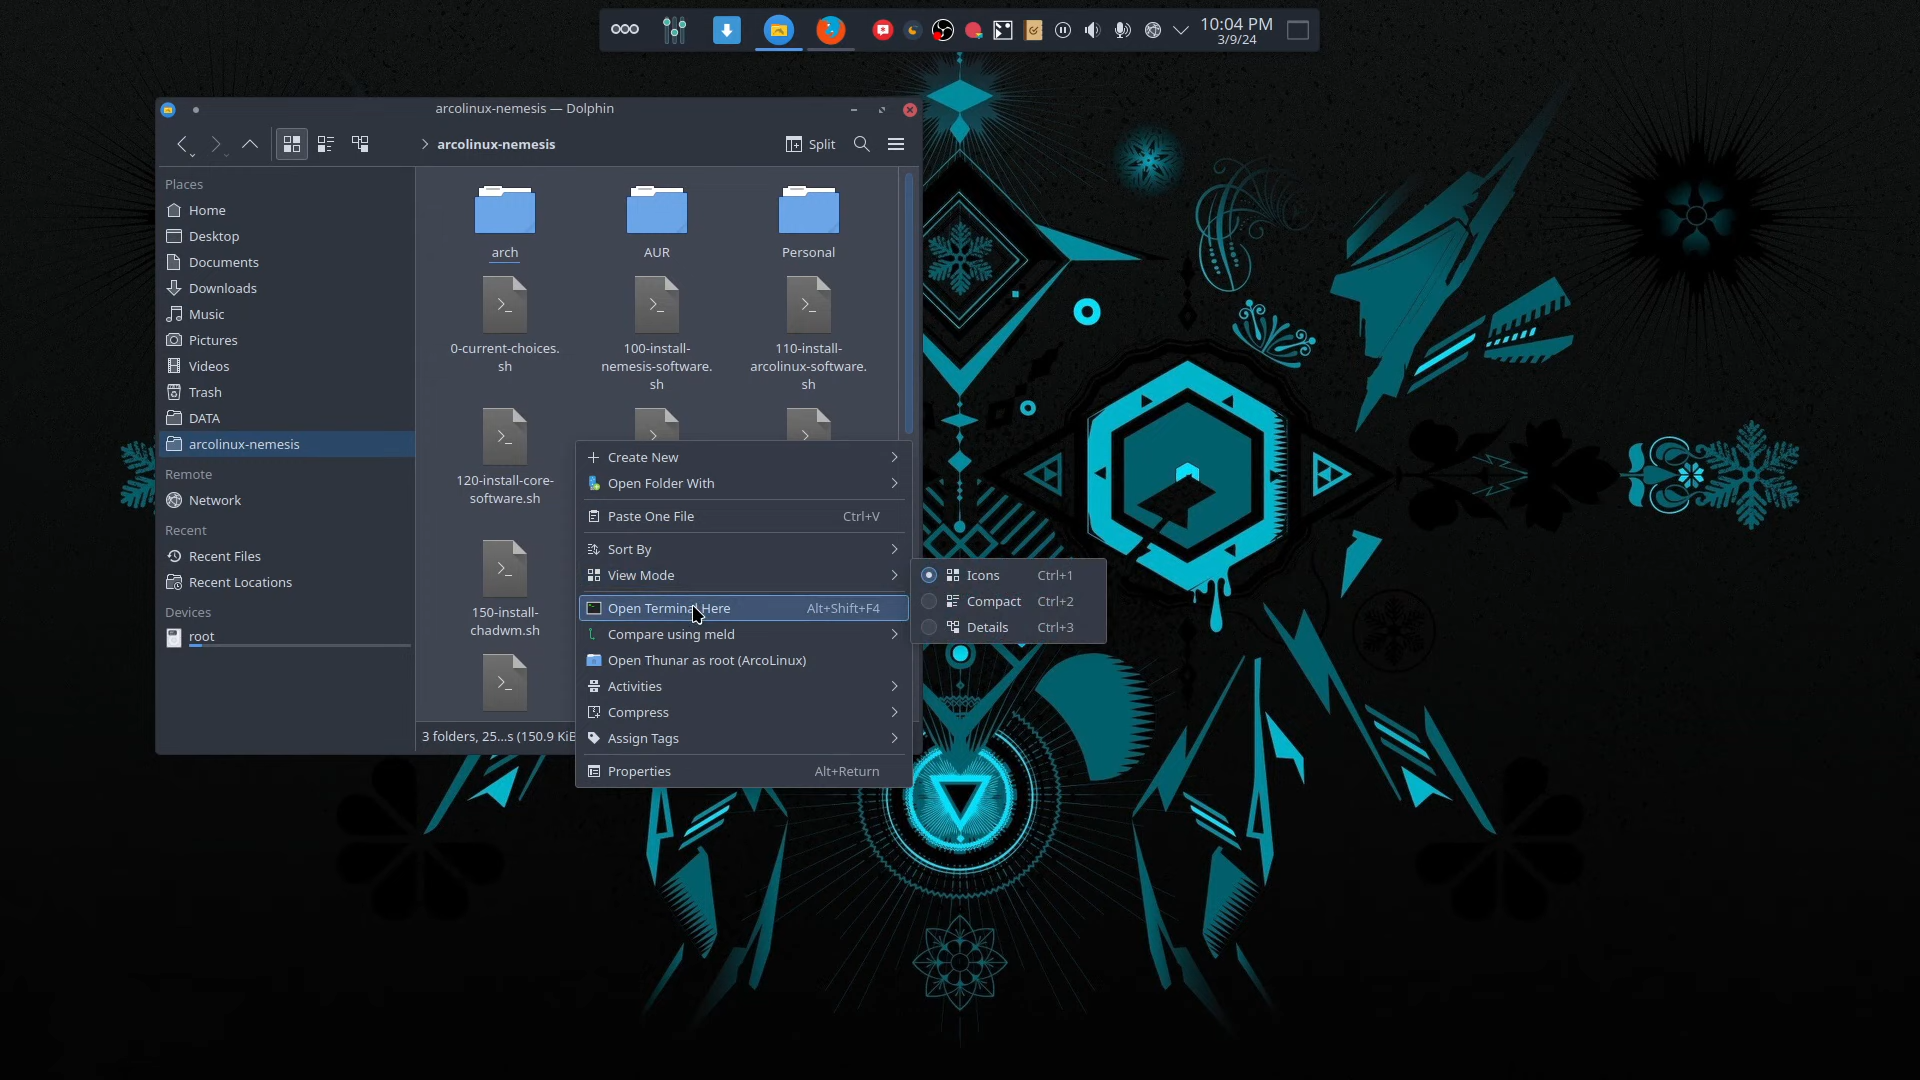 10:04 PM
3/9/24
arcolinux-nemesis — Dolphin
arcolinux-nemesis
Split
Places
Home
Desktop
Documents
Downloads
Music
Pictures
Videos
Trash
DATA
arcolinux-nemesis
Remote
Network
Recent
Recent Files
Recent Locations
Devices
root
arch
AUR
Personal
0-current-choices.
sh
100-install-
nemesis-software.
sh
110-install-
arcolinux-software.
sh
120-install-core-
software.sh
150-install-
chadwm.sh
3 folders, 25...s (150.9 KiB
Create New
Open Folder With
Paste One File Ctrl+V
Sort By
View Mode
Open Terminal Here Alt+Shift+F4
Compare using meld
Open Thunar as root (ArcoLinux)
Activities
Compress
Assign Tags
Properties Alt+Return
Icons Ctrl+1
Compact Ctrl+2
Details Ctrl+3